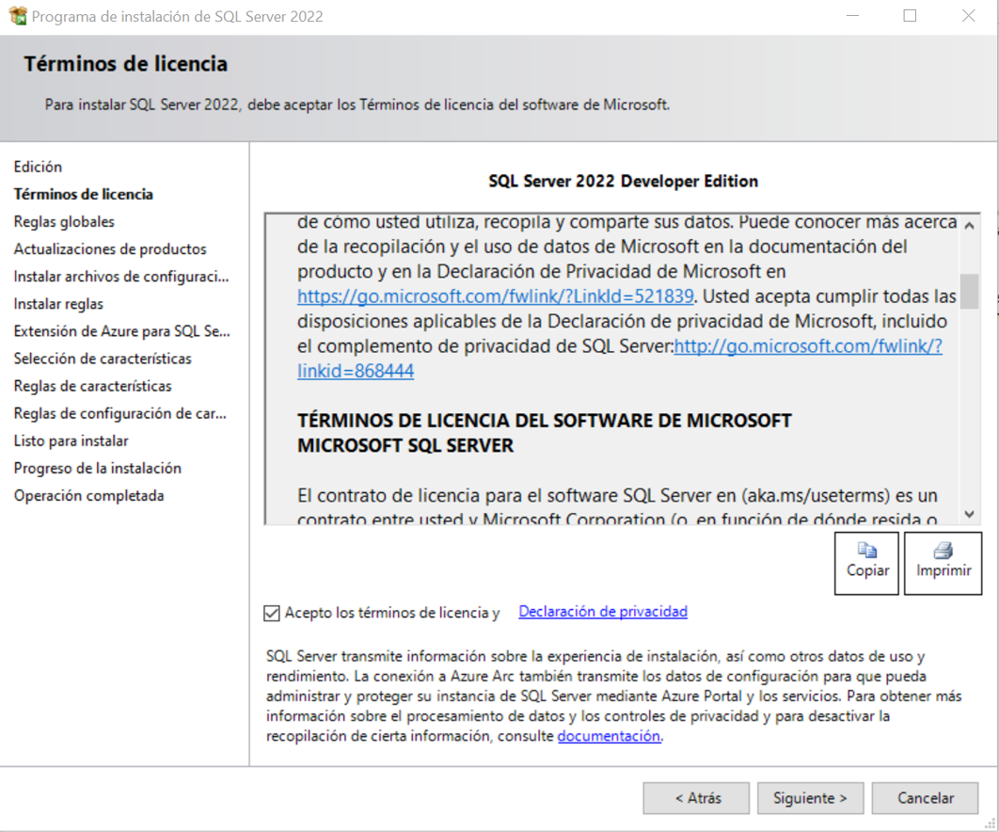 Programa de instalación de SQL Server 2022
Términos de licencia
Para instalar SQL Server 2022, debe aceptar los Términos de licencia del software de Microsoft.
Edición
Términos de licencia
Reglas globales
Actualizaciones de productos
Instalar archivos de configuraci...
Instalar reglas
Extensión de Azure para SQL Se...
Selección de características
Reglas de características
Reglas de configuración de car...
Listo para instalar
Progreso de la instalación
Operación completada
SQL Server 2022 Developer Edition
de cómo usted utiliza, recopila y comparte sus datos. Puede conocer más acerca
de la recopilación y el uso de datos de Microsoft en la documentación del
producto y en la Declaración de Privacidad de Microsoft en
https://go.microsoft.com/fwlink/?LinkId=521839. Usted acepta cumplir todas las
disposiciones aplicables de la Declaración de privacidad de Microsoft, incluido
el complemento de privacidad de SQL Server:http://go.microsoft.com/fwlink/?
linkid=868444
TÉRMINOS DE LICENCIA DEL SOFTWARE DE MICROSOFT
MICROSOFT SQL SERVER
El contrato de licencia para el software SQL Server en (aka.ms/useterms) es un
contrato entre usted y Microsoft Corporation (o, en función de dónde resida o
Copiar
Imprimir
Acepto los términos de licencia y Declaración de privacidad
SQL Server transmite información sobre la experiencia de instalación, así como otros datos de uso y
rendimiento. La conexión a Azure Arc también transmite los datos de configuración para que pueda
administrar y proteger su instancia de SQL Server mediante Azure Portal y los servicios. Para obtener más
información sobre el procesamiento de datos y los controles de privacidad y para desactivar la
recopilación de cierta información, consulte documentación.
< Atrás
Siguiente >
Cancelar